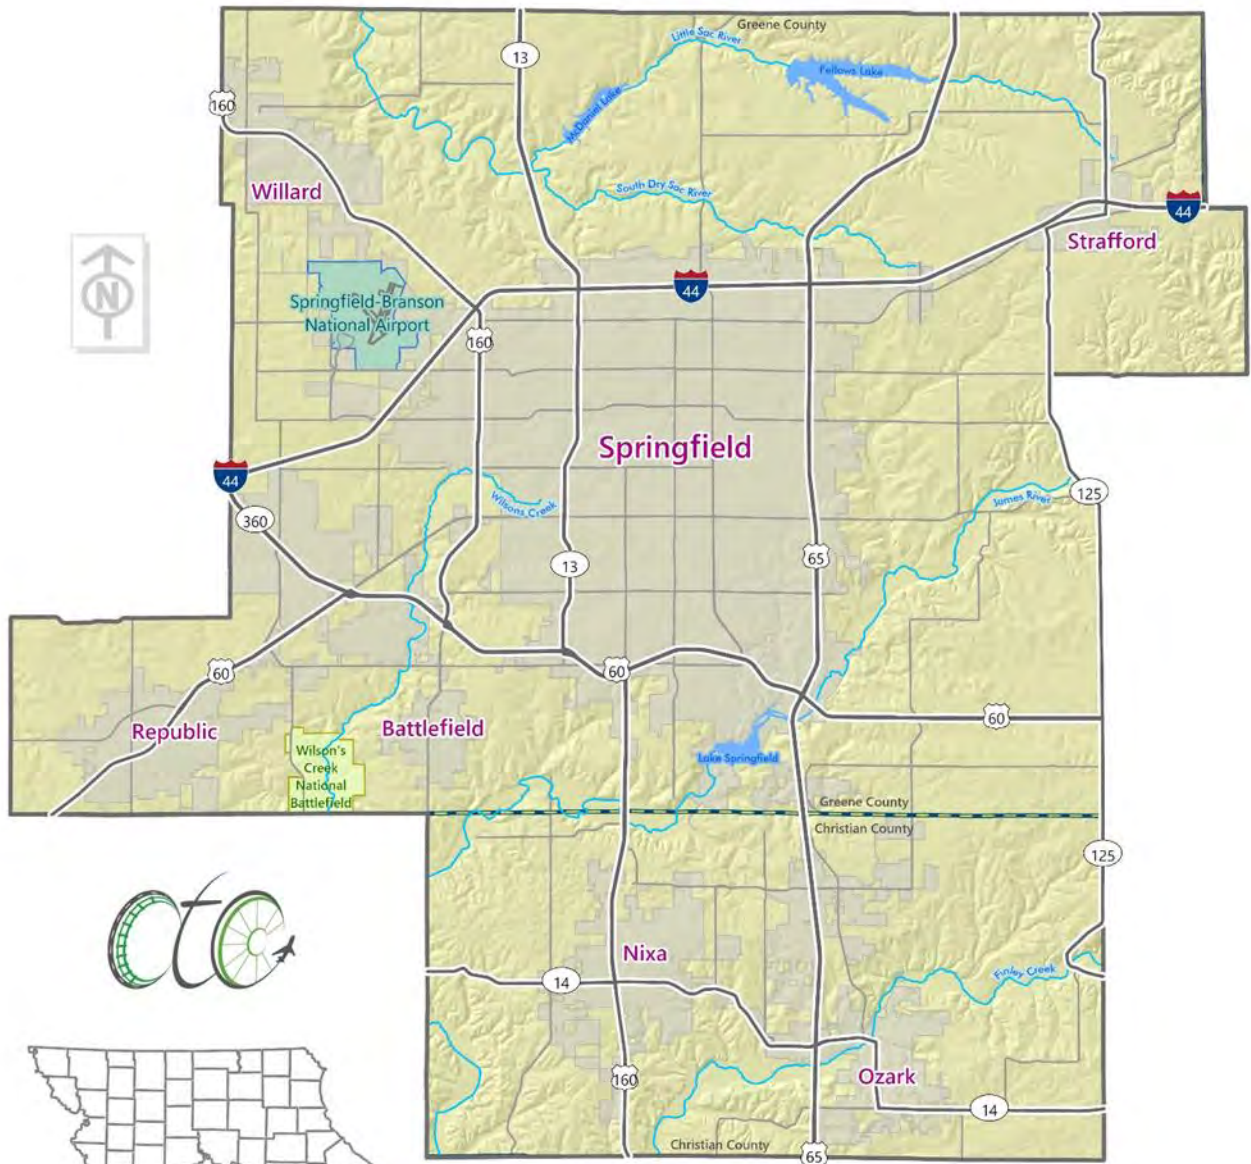 Greene County
Little Sac River
13
Fellows Lake
160
McDaniel Lake
Willard
South Dry Sac River
44
Strafford
N
44
Springfield-Branson
National Airport
160
Springfield
44
Wilsons Creek
James River
125
360
13
65
60
60
Republic
Battlefield
60
Wilson's
Creek
National
Battlefield
Lake Springfield
Greene County
Christian County
125
cto
Nixa
14
Finley Creek
160
Ozark
14
Christian County
65